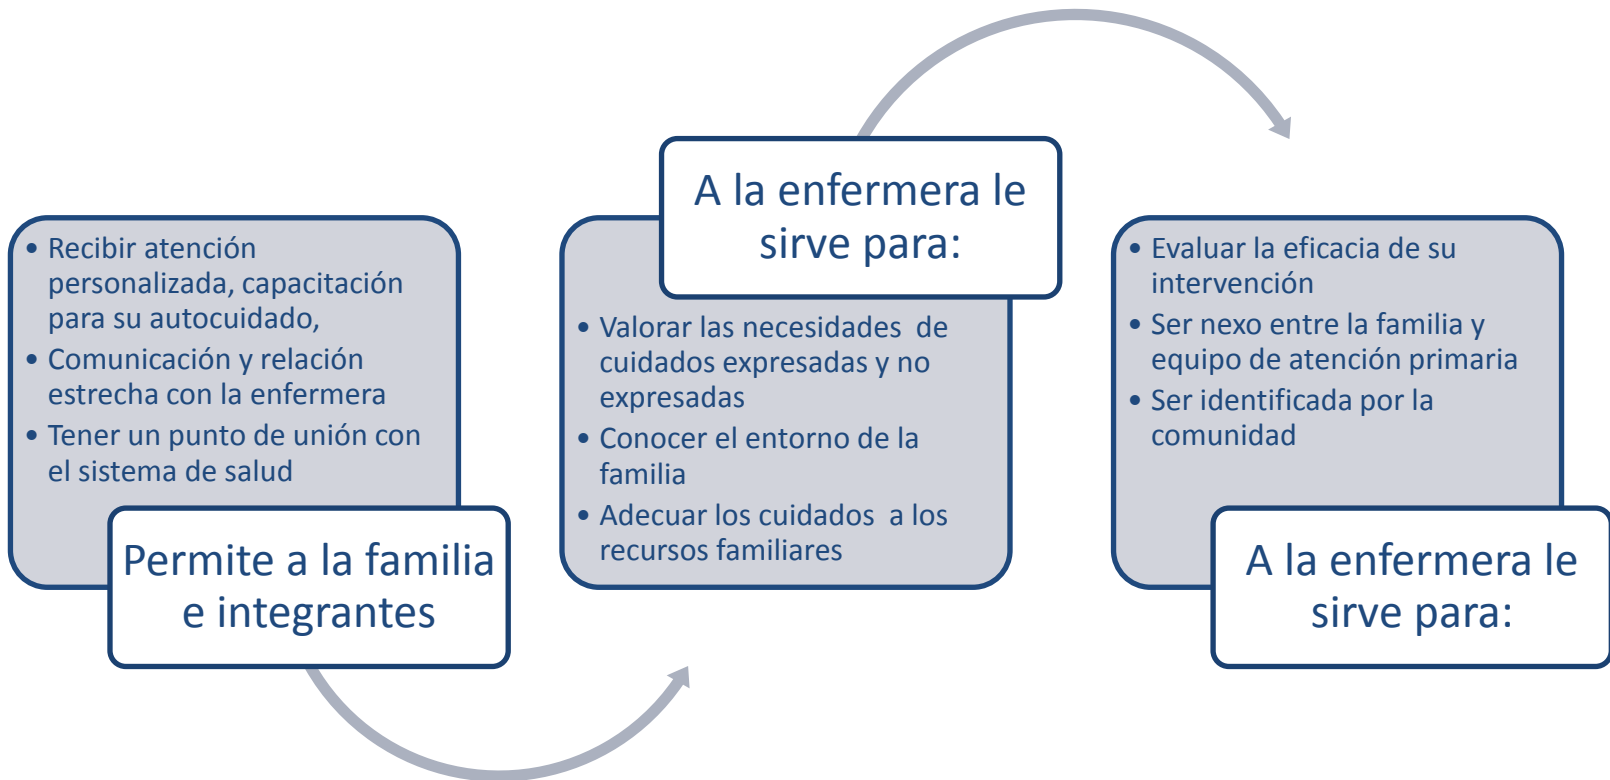 • Recibir atención
personalizada, capacitación
para su autocuidado,
• Comunicación y relación
estrecha con la enfermera
• Tener un punto de unión con
el sistema de salud
Permite a la familia
e integrantes
A la enfermera le
sirve para:
• Valorar las necesidades  de
cuidados expresadas y no
expresadas
• Conocer el entorno de la
familia
• Adecuar los cuidados  a los
recursos familiares
• Evaluar la eficacia de su
intervención
• Ser nexo entre la familia y
equipo de atención primaria
• Ser identificada por la
comunidad
A la enfermera le
sirve para: